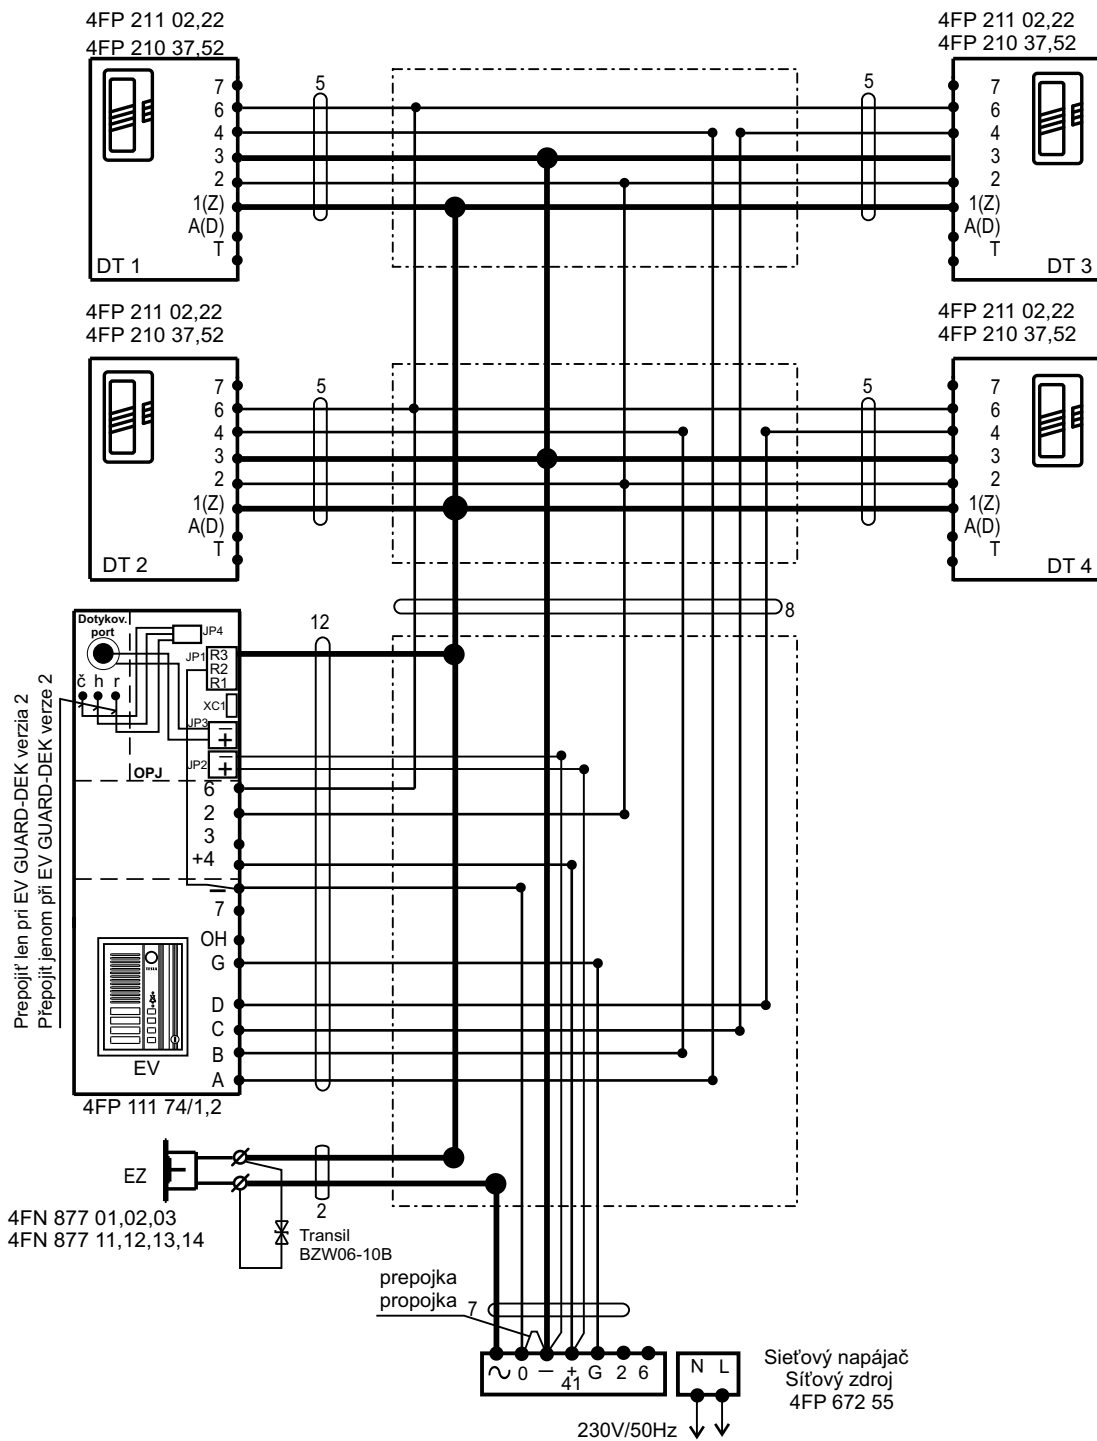 4FP 211 02,22
4FP 210 37,52
4FP 211 02,22
4FP 210 37,52
7
6
4
3
2
1(Z)
A(D)
T
DT 1
5
5
7
6
4
3
2
1(Z)
A(D)
T
DT 3
4FP 211 02,22
4FP 210 37,52
4FP 211 02,22
4FP 210 37,52
7
6
4
3
2
1(Z)
A(D)
T
DT 2
5
5
7
6
4
3
2
1(Z)
A(D)
T
DT 4
8
12
Dotykov.
port
JP4
JP1
R3
R2
R1
č h r
XC1
JP3
–
+
JP2
–
+
OPJ
6
2
3
+4
–
7
OH
G
D
C
B
A
EV
4FP 111 74/1,2
Prepojiť len pri EV GUARD-DEK verzia 2
Přepojit jenom při EV GUARD-DEK verze 2
EZ
2
4FN 877 01,02,03
4FN 877 11,12,13,14
Transil
BZW06-10B
prepojka
propojka
7
0 – + G 2 6
41
N L
230V/50Hz
Sieťový napájač
Síťový zdroj
4FP 672 55